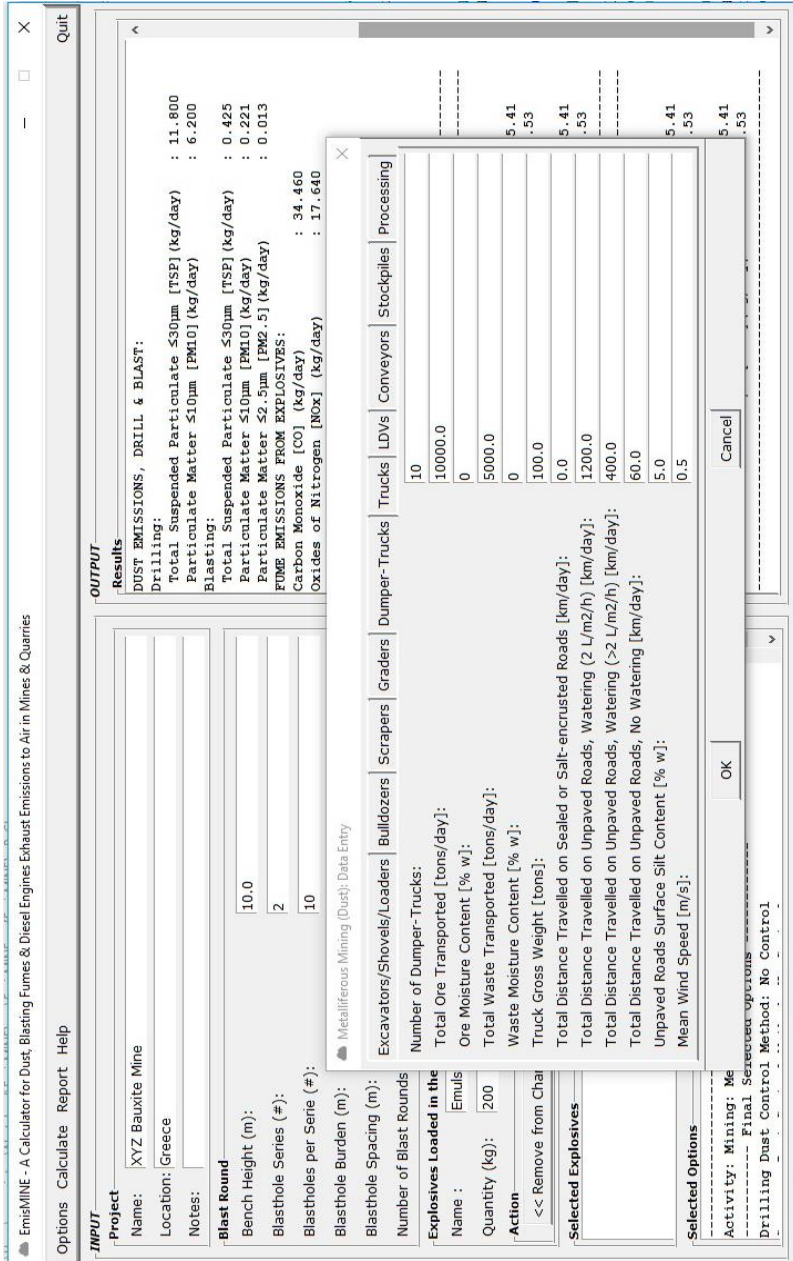 EmisMINE - A Calculator for Dust, Blasting Fumes & Diesel Engines Exhaust Emissions to Air in Mines & Quarries
Options Calculate Report Help Quit
INPUT
Project
Name: XYZ Bauxite Mine
Location: Greece
Notes:
Blast Round
Bench Height (m): 10.0
Blasthole Series (#): 2
Blastholes per Serie (#): 10
Blasthole Burden (m):
Blasthole Spacing (m):
Number of Blast Rounds
Explosives Loaded in the
Name : Emuls
Quantity (kg): 200
Action
<< Remove from Char
Selected Explosives
Selected Options
Activity: Mining: Me
--------- Final Selected Options -----------
Drilling Dust Control Method: No Control
OUTPUT
Results
DUST EMISSIONS, DRILL & BLAST:
Drilling:
Total Suspended Particulate ≤30μm [TSP] (kg/day) : 11.800
Particulate Matter ≤10μm [PM10] (kg/day) : 6.200
Blasting:
Total Suspended Particulate ≤30μm [TSP] (kg/day) : 0.425
Particulate Matter ≤10μm [PM10] (kg/day) : 0.221
Particulate Matter ≤2.5μm [PM2.5] (kg/day) : 0.013
FUME EMISSIONS FROM EXPLOSIVES:
Carbon Monoxide [CO] (kg/day) : 34.460
Oxides of Nitrogen [NOx] (kg/day) : 17.640
5.41
.53
5.41
.53
5.41
.53
5.41
.53
Metalliferous Mining (Dust): Data Entry
Excavators/Shovels/Loaders Bulldozers Scrapers Graders Dumper-Trucks Trucks LDVs Conveyors Stockpiles Processing
Number of Dumper-Trucks: 10
Total Ore Transported [tons/day]: 10000.0
Ore Moisture Content [% w]: 0
Total Waste Transported [tons/day]: 5000.0
Waste Moisture Content [% w]: 0
Truck Gross Weight [tons]: 100.0
Total Distance Travelled on Sealed or Salt-encrusted Roads [km/day]: 0.0
Total Distance Travelled on Unpaved Roads, Watering (2 L/m2/h) [km/day]: 1200.0
Total Distance Travelled on Unpaved Roads, Watering (>2 L/m2/h) [km/day]: 400.0
Total Distance Travelled on Unpaved Roads, No Watering [km/day]: 60.0
Unpaved Roads Surface Silt Content [% w]: 5.0
Mean Wind Speed [m/s]: 0.5
OK Cancel